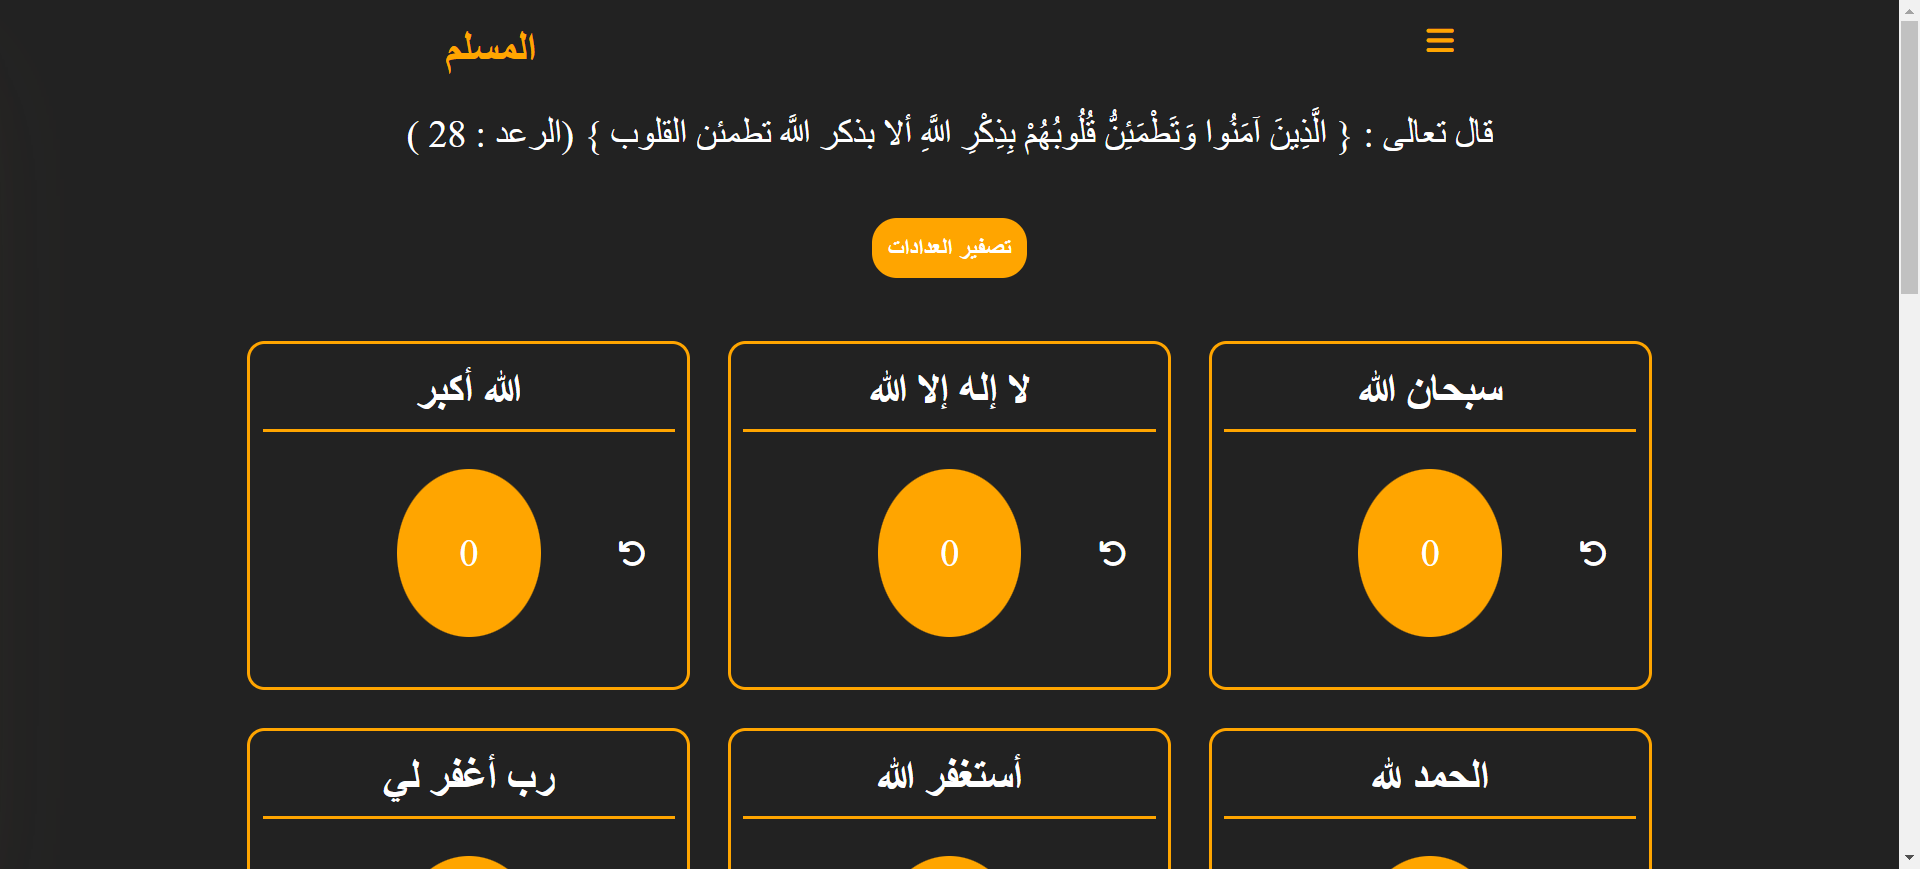 المسلم
قال تعالى : { الَّذِينَ آمَنُوا وَتَطْمَئِنُّ قُلُوبُهُمْ بِذِكْرِ اللَّهِ ألا بذكر الله تطمئن القلوب } (الرعد : 28 )
تصفير العدادات
سبحان الله
لا إله إلا الله
الله أكبر
0
0
0
الحمد لله
أستغفر الله
رب أغفر لي